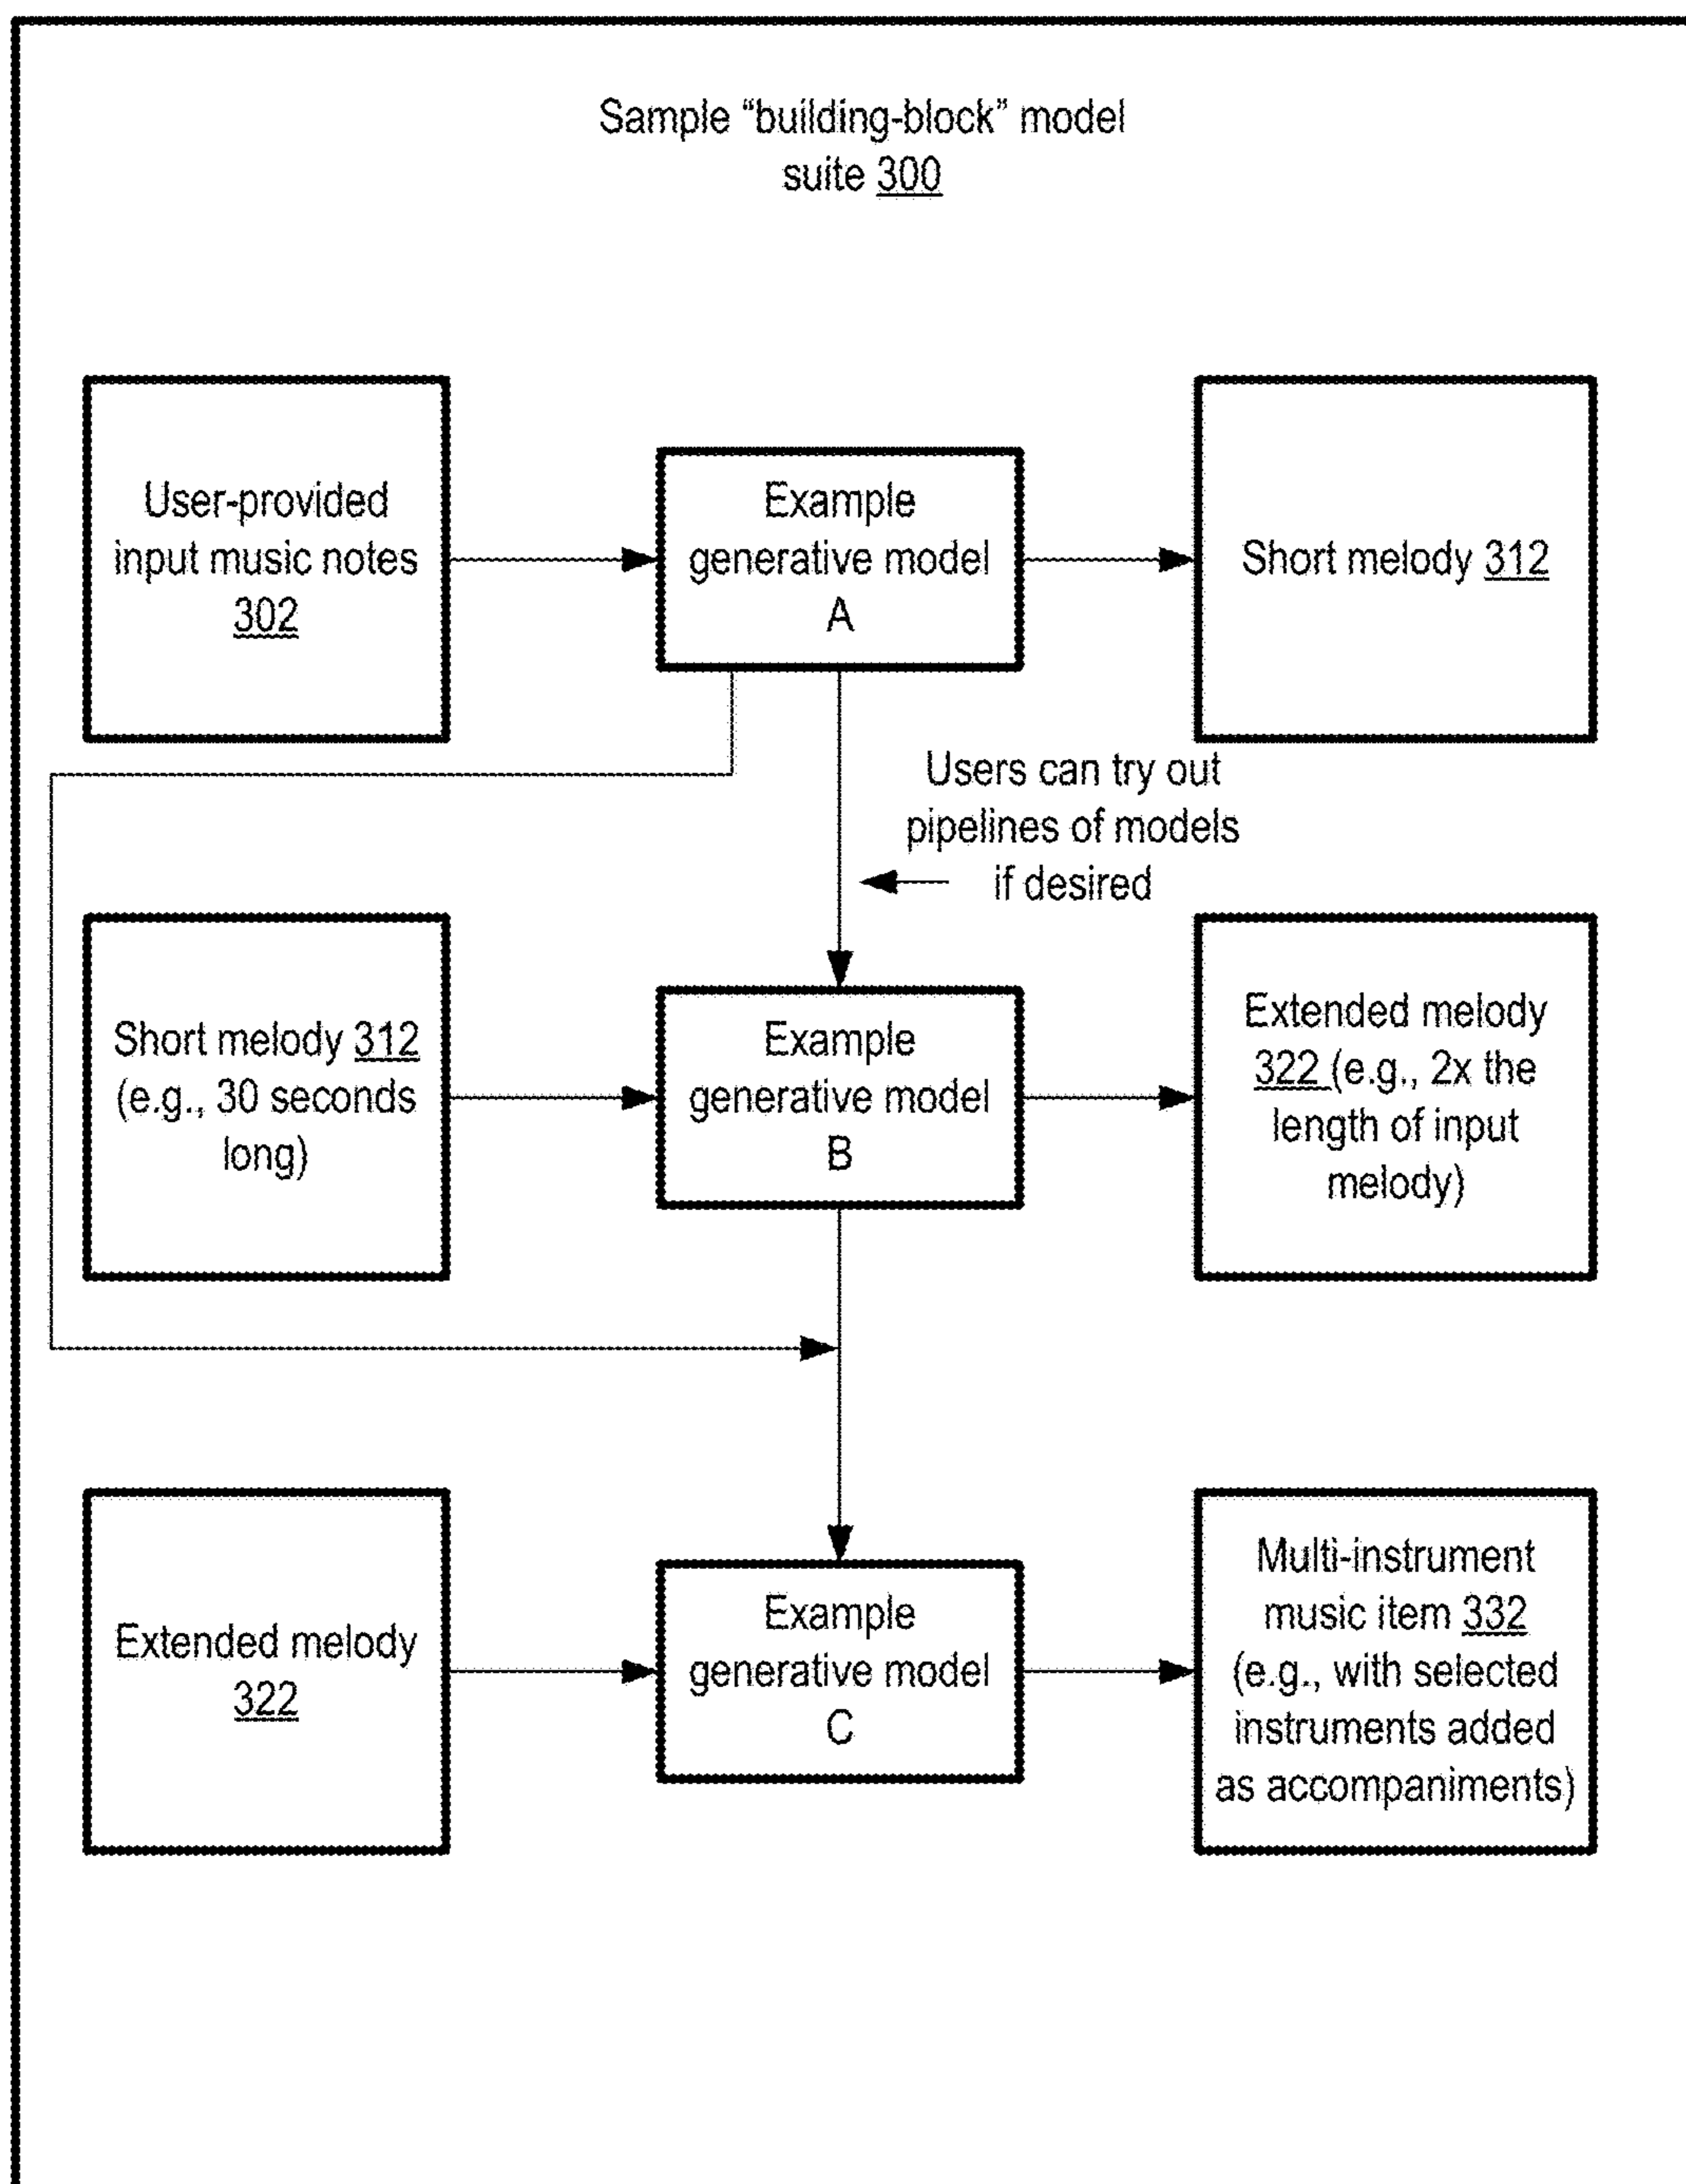 Sample “building-block” model
suite 300
User-provided
input music notes
302
Example
generative model
A
Short melody 312
Users can try out
pipelines of models
if desired
Short melody 312
(e.g., 30 seconds
long)
Example
generative model
B
Extended melody
322 (e.g., 2x the
length of input
melody)
Extended melody
322
Example
generative model
C
Multi-instrument
music item 332
(e.g., with selected
instruments added
as accompaniments)